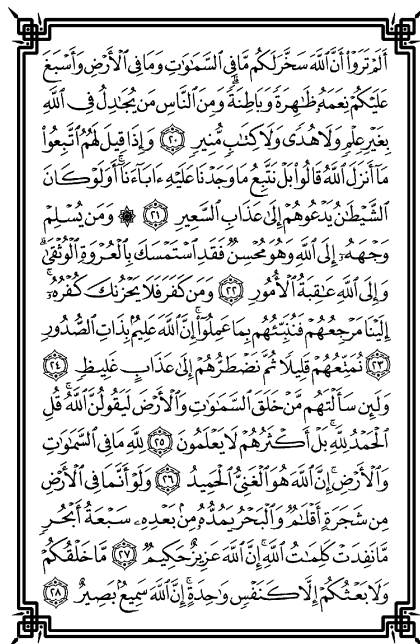 أَلَمْ تَرَوْا۟ أَنَّ ٱللَّهَ سَخَّرَ لَكُم مَّا فِى ٱلسَّمَٰوَٰتِ وَمَا فِى ٱلْأَرْضِ وَأَسْبَغَ
عَلَيْكُمْ نِعَمَهُۥ ظَٰهِرَةً وَبَاطِنَةً ۗ وَمِنَ ٱلنَّاسِ مَن يُجَٰدِلُ فِى ٱللَّهِ
بِغَيْرِ عِلْمٍ وَلَا هُدًى وَلَا كِتَٰبٍ مُّنِيرٍ ٢٠ وَإِذَا قِيلَ لَهُمُ ٱتَّبِعُوا۟
مَآ أَنزَلَ ٱللَّهُ قَالُوا۟ بَلْ نَتَّبِعُ مَا وَجَدْنَا عَلَيْهِ ءَابَآءَنَآ ۚ أَوَلَوْ كَانَ
ٱلشَّيْطَٰنُ يَدْعُوهُمْ إِلَىٰ عَذَابِ ٱلسَّعِيرِ ٢١ ۞ وَمَن يُسْلِمْ
وَجْهَهُۥٓ إِلَى ٱللَّهِ وَهُوَ مُحْسِنٌ فَقَدِ ٱسْتَمْسَكَ بِٱلْعُرْوَةِ ٱلْوُثْقَىٰ ۗ
وَإِلَى ٱللَّهِ عَٰقِبَةُ ٱلْأُمُورِ ٢٢ وَمَن كَفَرَ فَلَا يَحْزُنكَ كُفْرُهُۥٓ ۚ
إِلَيْنَا مَرْجِعُهُمْ فَنُنَبِّئُهُم بِمَا عَمِلُوٓا۟ ۚ إِنَّ ٱللَّهَ عَلِيمٌۢ بِذَاتِ ٱلصُّدُورِ
٢٣ نُمَتِّعُهُمْ قَلِيلًا ثُمَّ نَضْطَرُّهُمْ إِلَىٰ عَذَابٍ غَلِيظٍ ٢٤
وَلَئِن سَأَلْتَهُم مَّنْ خَلَقَ ٱلسَّمَٰوَٰتِ وَٱلْأَرْضَ لَيَقُولُنَّ ٱللَّهُ ۚ قُلِ
ٱلْحَمْدُ لِلَّهِ ۚ بَلْ أَكْثَرُهُمْ لَا يَعْلَمُونَ ٢٥ لِلَّهِ مَا فِى ٱلسَّمَٰوَٰتِ
وَٱلْأَرْضِ ۚ إِنَّ ٱللَّهَ هُوَ ٱلْغَنِىُّ ٱلْحَمِيدُ ٢٦ وَلَوْ أَنَّمَا فِى ٱلْأَرْضِ
مِن شَجَرَةٍ أَقْلَٰمٌ وَٱلْبَحْرُ يَمُدُّهُۥ مِنۢ بَعْدِهِۦ سَبْعَةُ أَبْحُرٍ
مَّا نَفِدَتْ كَلِمَٰتُ ٱللَّهِ ۗ إِنَّ ٱللَّهَ عَزِيزٌ حَكِيمٌ ٢٧ مَّا خَلْقُكُمْ
وَلَا بَعْثُكُمْ إِلَّا كَنَفْسٍ وَٰحِدَةٍ ۗ إِنَّ ٱللَّهَ سَمِيعٌۢ بَصِيرٌ ٢٨